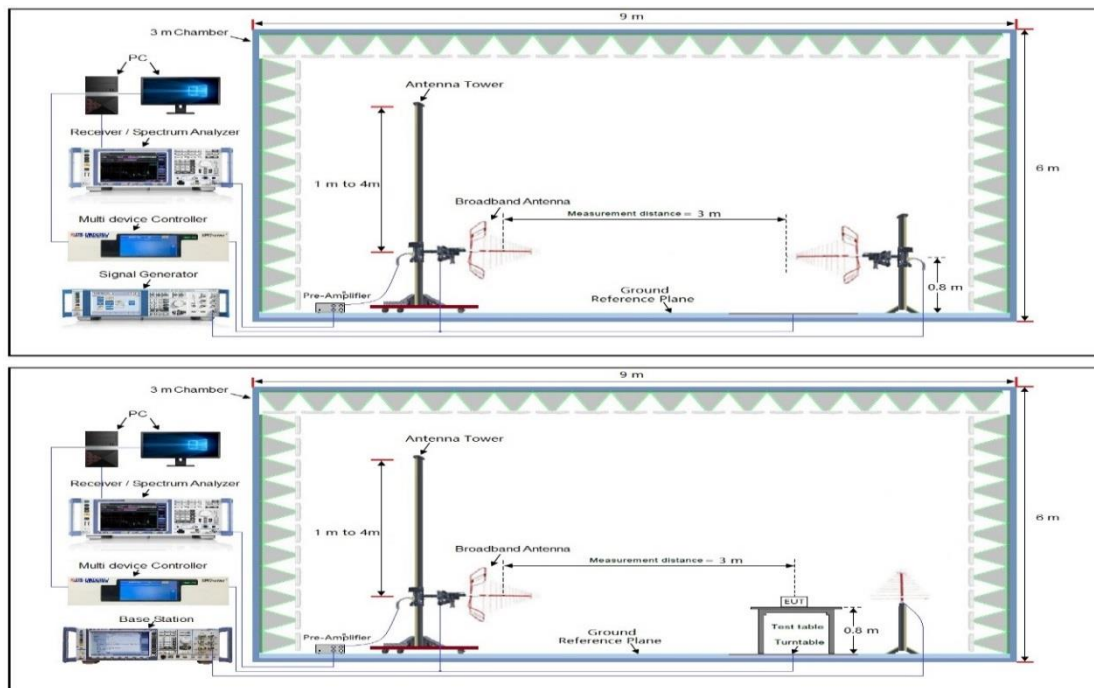 9 m
3 m Chamber
PC
Antenna Tower
Receiver / Spectrum Analyzer
6 m
1 m to 4m
Broadband Antenna
Measurement distance = 3 m
Multi device Controller
Signal Generator
Pre-Amplifier
Ground
Reference Plane
0.8 m
9 m
3 m Chamber
PC
Antenna Tower
Receiver / Spectrum Analyzer
6 m
1 m to 4m
Broadband Antenna
Measurement distance = 3 m
Multi device Controller
EUT
Base Station
Test table
0.8 m
Pre-Amplifier
Ground
Reference Plane
Turntable